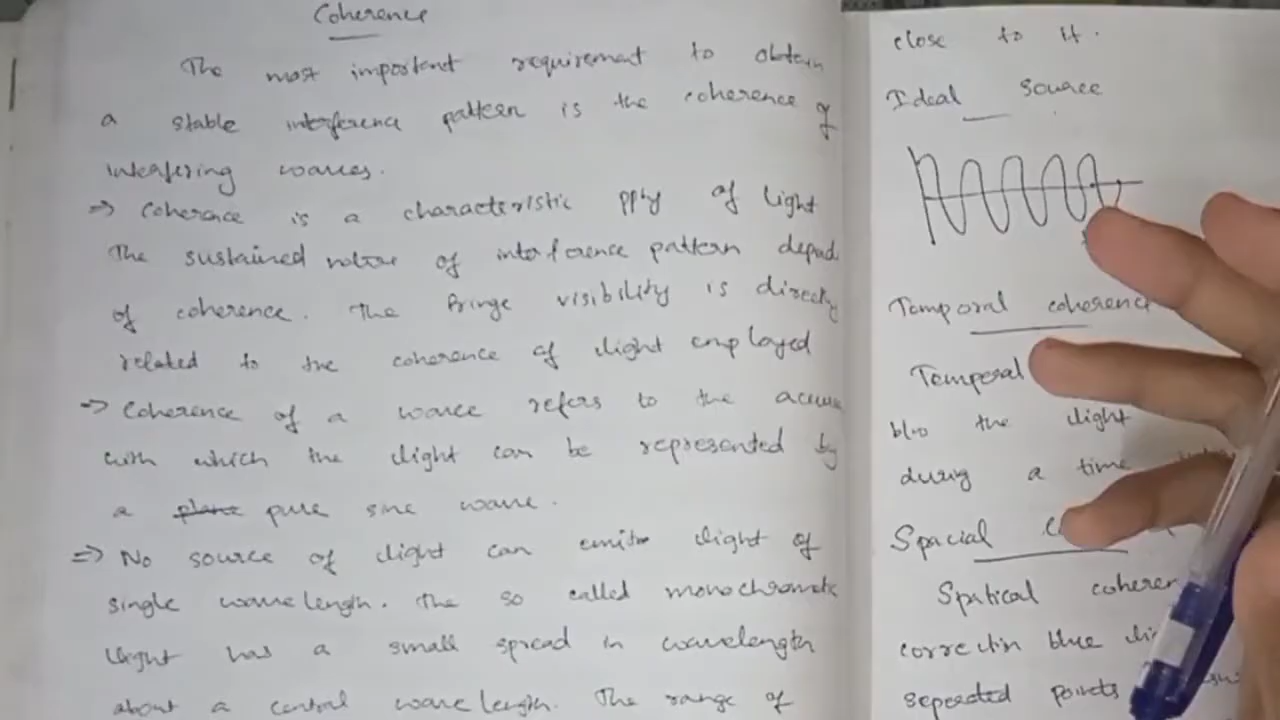 Coherence
The most important requirement to obtain
a stable interference pattern is the coherence of
interfering waves.
=> Coherence is a characteristic ppty of light
The sustained nature of interference pattern depend
of coherence. The fringe visibility is directly
related to the coherence of light employed
=> Coherence of a wave refers to the
with which the light can be represented by
a plane pure sine wave.
=> No source of light can emit light of
single wavelength. The so called monochromatic
light has a small spread in wavelength
about a central wavelength. The range of
close to it.
Ideal source
Temporal coherence
Temporal
b/w the light
during a time
Spacial
Spatical coheren
correctin blue
seperated points